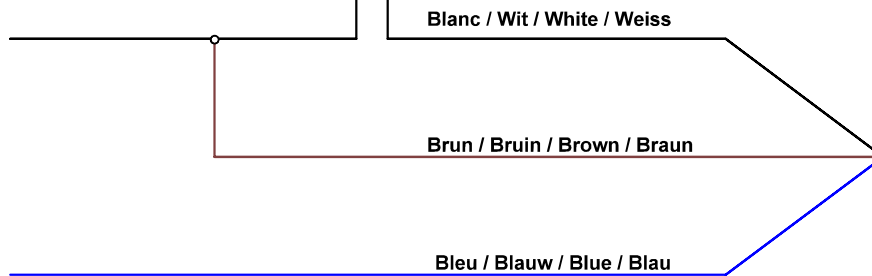 Blanc / Wit / White / Weiss
Brun / Bruin / Brown / Braun
Bleu / Blauw / Blue / Blau